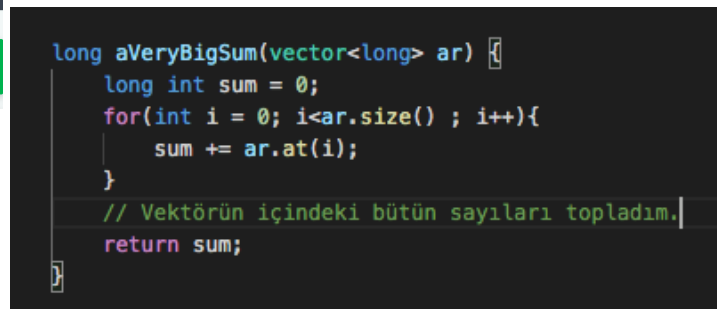 long aVeryBigSum(vector<long> ar) {
    long int sum = 0;
    for(int i = 0; i<ar.size() ; i++){
        sum += ar.at(i);
    }
    // Vektörün içindeki bütün sayıları topladım.
    return sum;
}